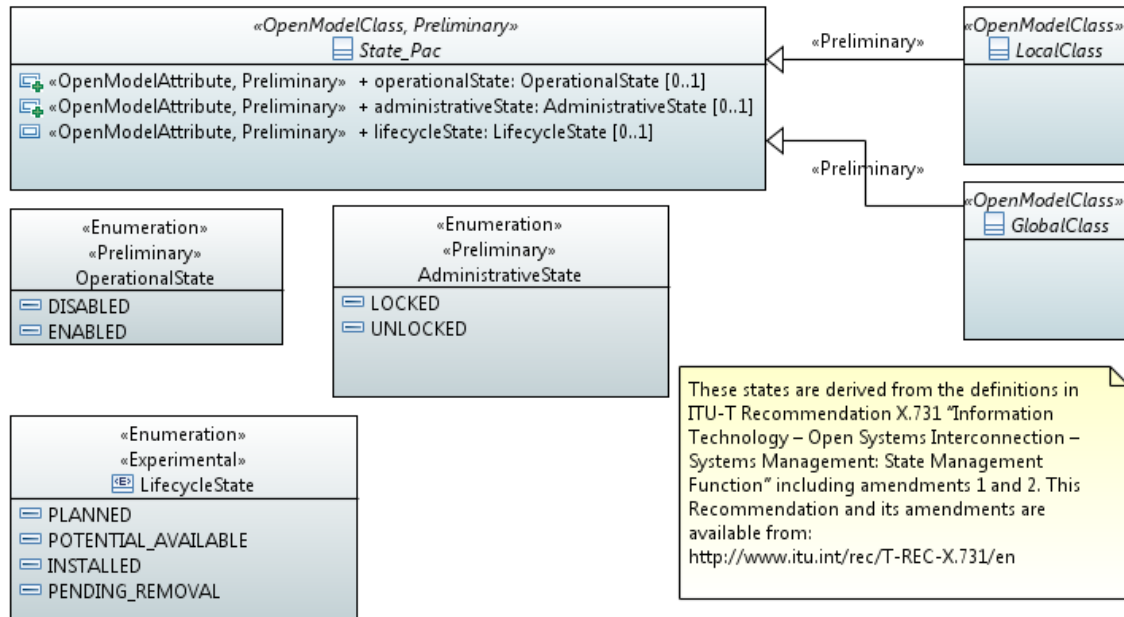 «OpenModelClass, Preliminary»
State_Pac
«OpenModelAttribute, Preliminary» + operationalState: OperationalState [0..1]
«OpenModelAttribute, Preliminary» + administrativeState: AdministrativeState [0..1]
«OpenModelAttribute, Preliminary» + lifecycleState: LifecycleState [0..1]
«Preliminary»
«OpenModelClass»
LocalClass
«Preliminary»
«OpenModelClass»
GlobalClass
«Enumeration»
«Preliminary»
OperationalState
DISABLED
ENABLED
«Enumeration»
«Preliminary»
AdministrativeState
LOCKED
UNLOCKED
«Enumeration»
«Experimental»
LifecycleState
PLANNED
POTENTIAL_AVAILABLE
INSTALLED
PENDING_REMOVAL
These states are derived from the definitions in
ITU-T Recommendation X.731 “Information
Technology – Open Systems Interconnection –
Systems Management: State Management
Function” including amendments 1 and 2. This
Recommendation and its amendments are
available from:
http://www.itu.int/rec/T-REC-X.731/en